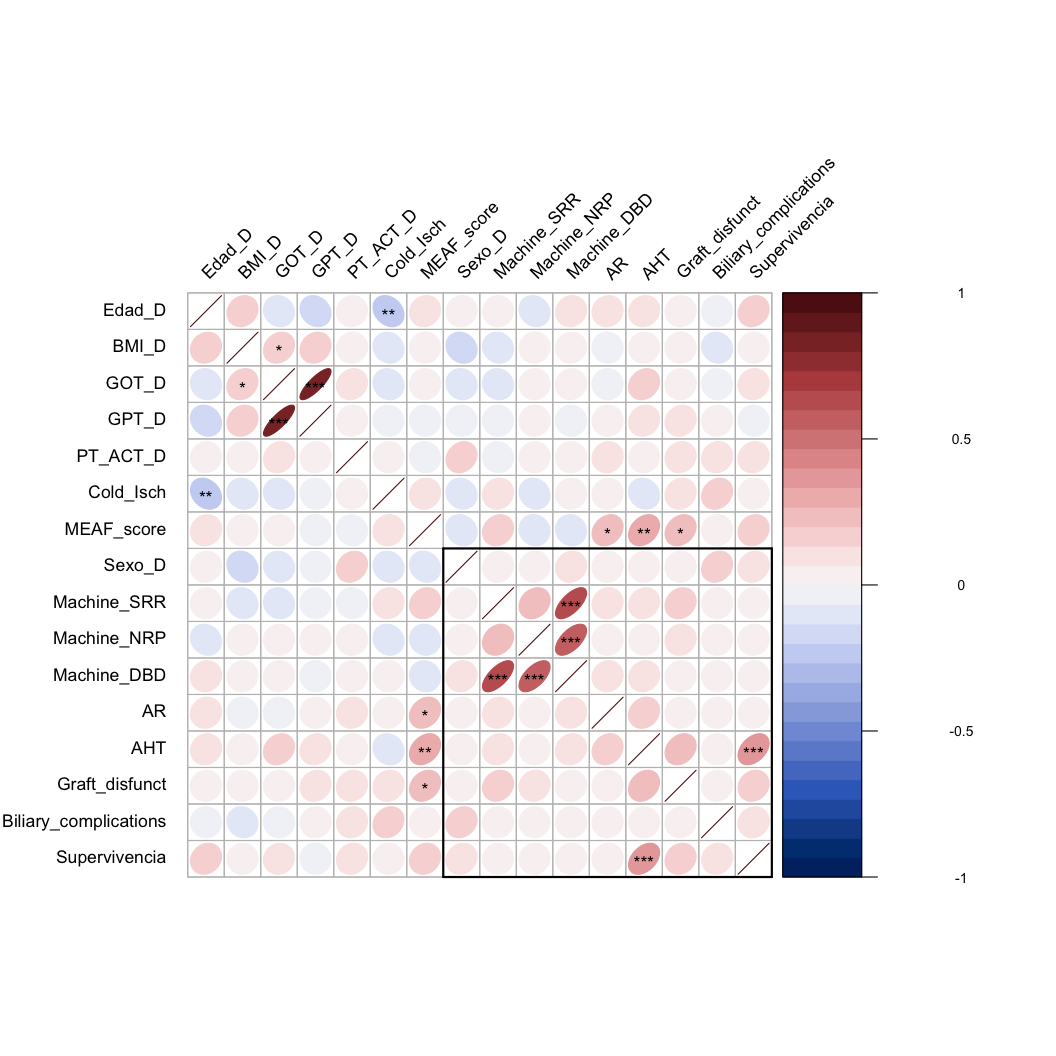 Edad_D
BMI_D
GOT_D
GPT_D
PT_ACT_D
Cold_Isch
MEAF_score
Sexo_D
Machine_SRR
Machine_NRP
Machine_DBD
AR
AHT
Graft_disfunct
Biliary_complications
Supervivencia
Edad_D **
BMI_D *
GOT_D * ***
GPT_D ***
PT_ACT_D
Cold_Isch **
MEAF_score * ** *
Sexo_D
Machine_SRR ***
Machine_NRP ***
Machine_DBD *** ***
AR *
AHT ** ***
Graft_disfunct *
Biliary_complications
Supervivencia ***
1
0.5
0
-0.5
-1